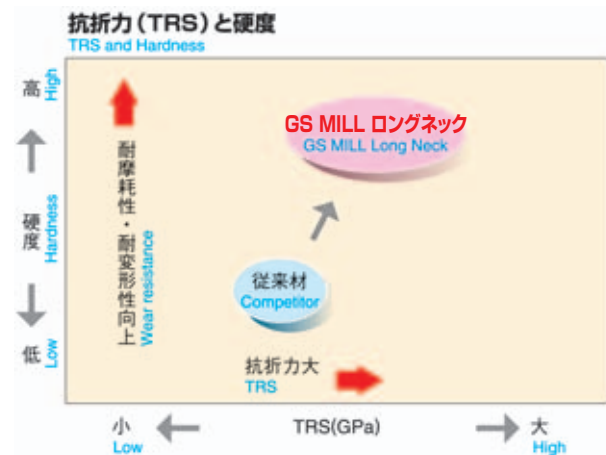 抗折力(TRS)と硬度
TRS and Hardness
高
High
硬度
Hardness
低
Low
耐摩耗性・耐変形性向上
Wear resistance
GS MILL ロングネック
GS MILL Long Neck
従来材
Competitor
抗折力大
TRS
小
Low
TRS(GPa)
大
High